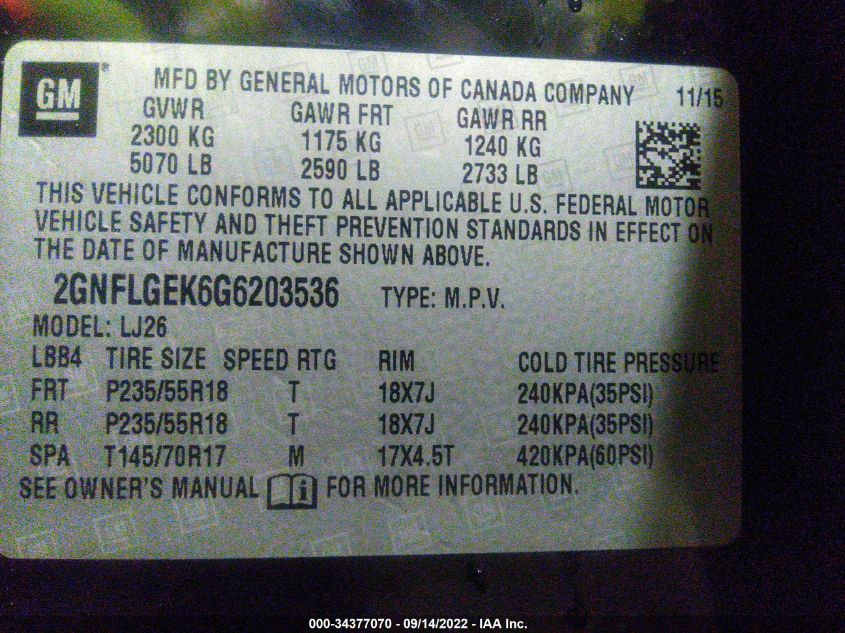 GM ® MFD BY GENERAL MOTORS OF CANADA COMPANY 11/15
GVWR GAWR FRT GAWR RR
2300 KG 1175 KG 1240 KG
5070 LB 2590 LB 2733 LB
THIS VEHICLE CONFORMS TO ALL APPLICABLE U.S. FEDERAL MOTOR
VEHICLE SAFETY AND THEFT PREVENTION STANDARDS IN EFFECT ON
THE DATE OF MANUFACTURE SHOWN ABOVE.
2GNFLGEK6G6203536 TYPE: M.P.V.
MODEL: LJ26
LBB4 TIRE SIZE SPEED RTG RIM COLD TIRE PRESSURE
FRT P235/55R18 T 18X7J 240KPA(35PSI)
RR P235/55R18 T 18X7J 240KPA(35PSI)
SPA T145/70R17 M 17X4.5T 420KPA(60PSI)
SEE OWNER'S MANUAL FOR MORE INFORMATION.
000-34377070 - 09/14/2022 - IAA Inc.